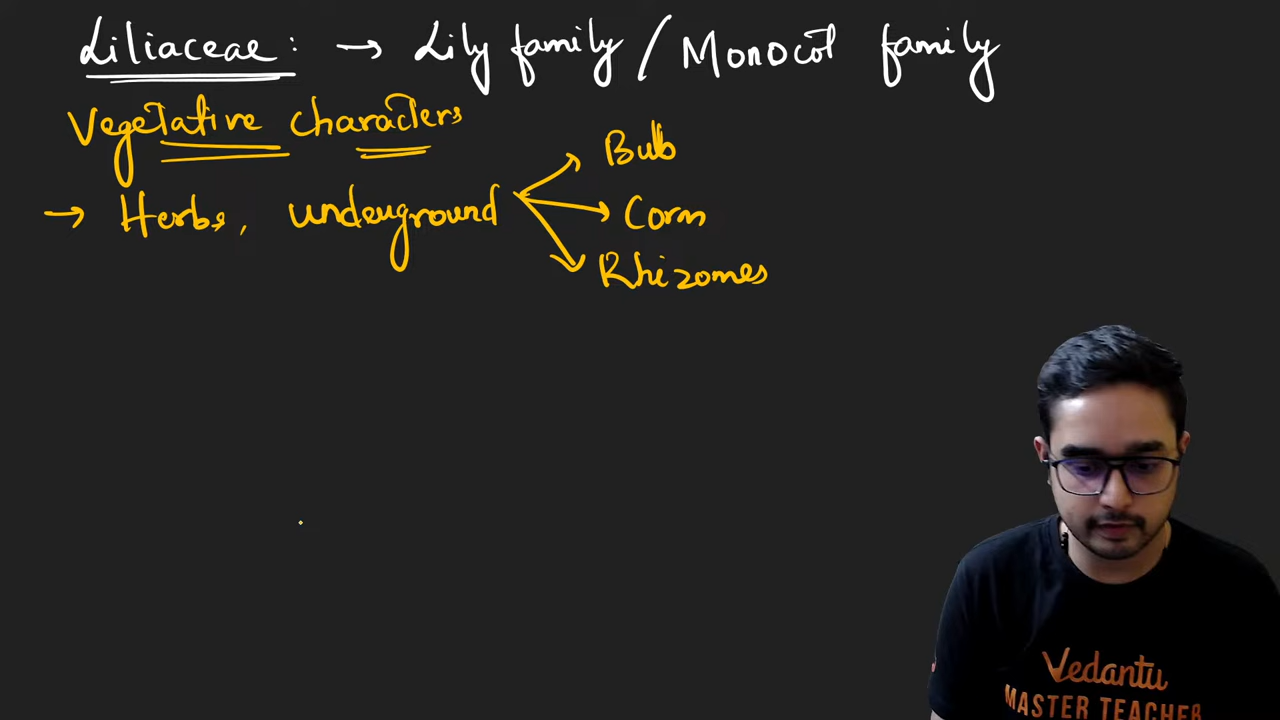 Liliaceae : → Lily family / Monocot family
Vegetative characters
→ Herbs, underground
Bulb
Corm
Rhizomes
Vedantu
MASTER TEACHER